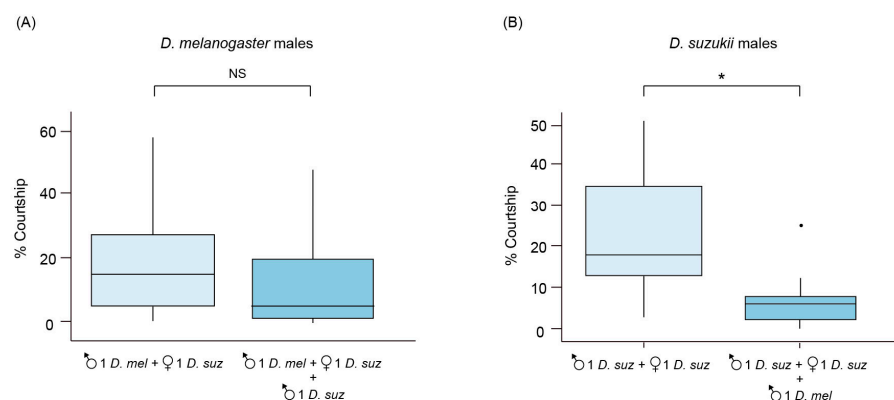 (A)
D. melanogaster males
NS
% Courtship
60
40
20
0
♂ 1 D. mel + ♀ 1 D. suz
♂ 1 D. mel + ♀ 1 D. suz
+
♂ 1 D. suz
(B)
D. suzukii males
*
% Courtship
50
40
30
20
10
0
♂ 1 D. suz + ♀ 1 D. suz
♂ 1 D. suz + ♀ 1 D. suz
+
♂ 1 D. mel